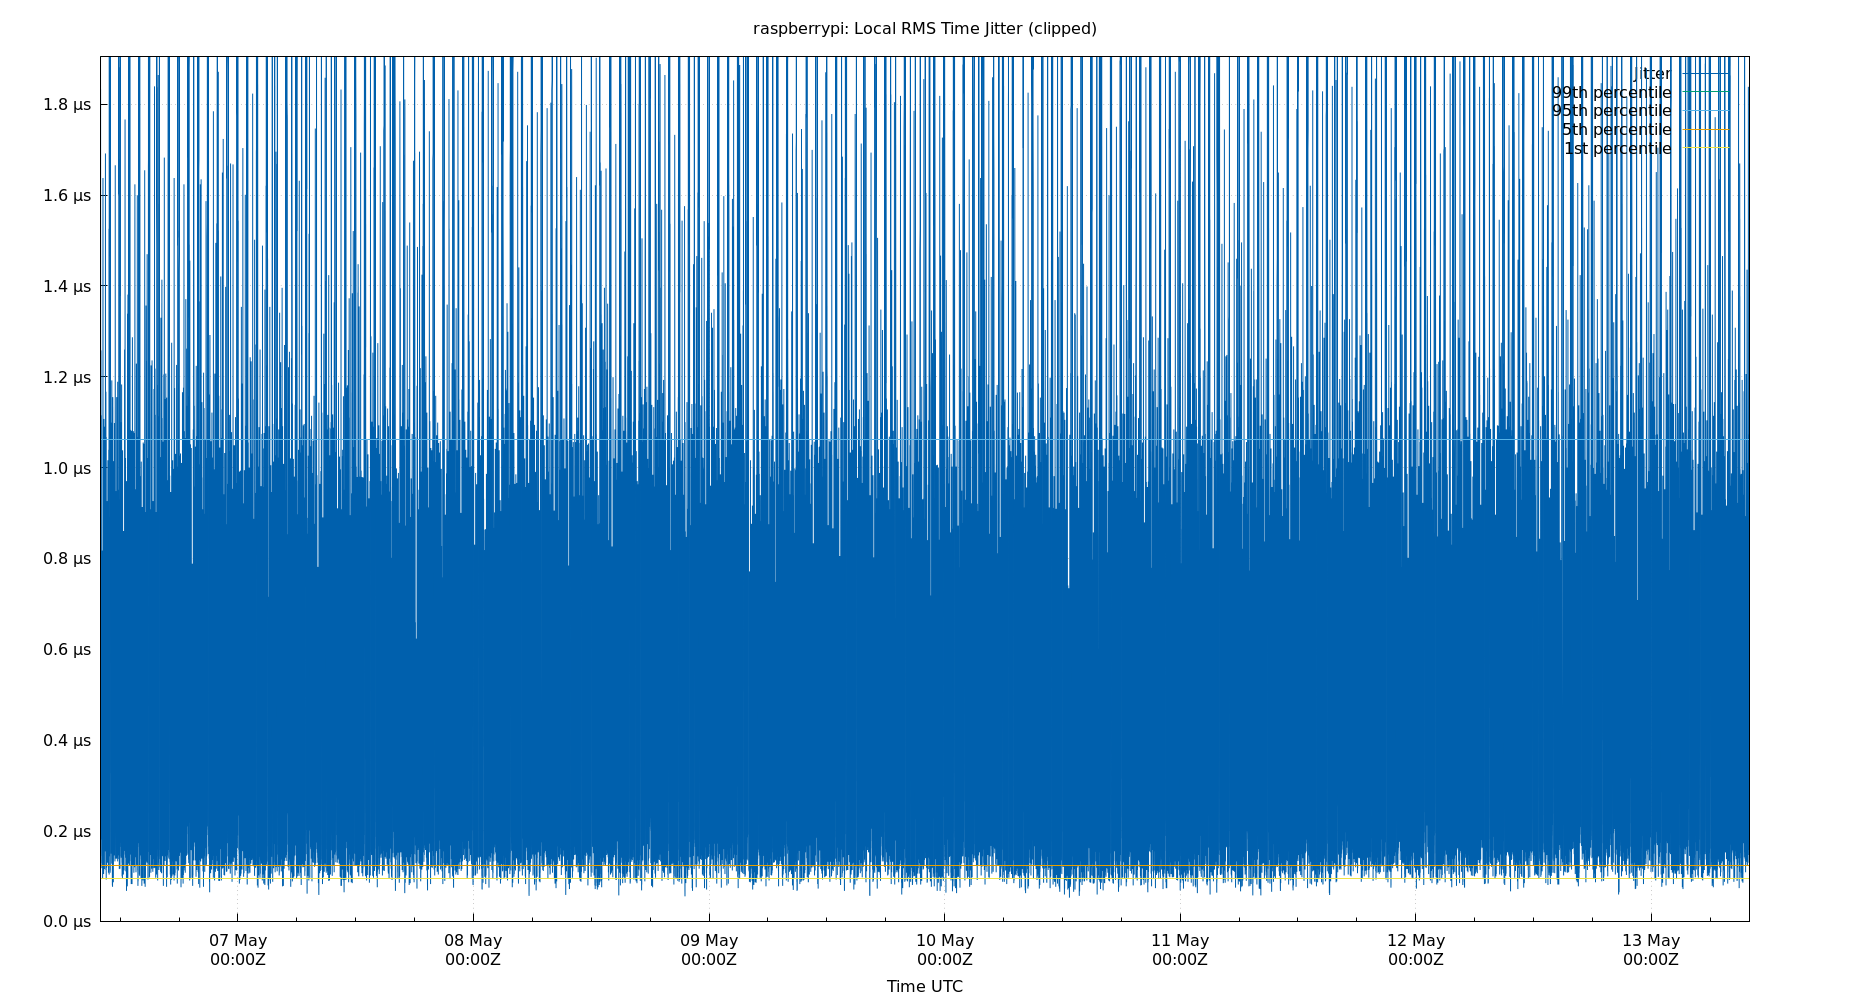 raspberrypi: Local RMS Time Jitter (clipped)
jitter
99th percentile
95th percentile
5th percentile
1st percentile
1.8 µs
1.6 µs
1.4 µs
1.2 µs
1.0 µs
0.8 µs
0.6 µs
0.4 µs
0.2 µs
0.0 µs
07 May 08 May 09 May 10 May 11 May 12 May 13 May
00:00Z 00:00Z 00:00Z 00:00Z 00:00Z 00:00Z 00:00Z
Time UTC